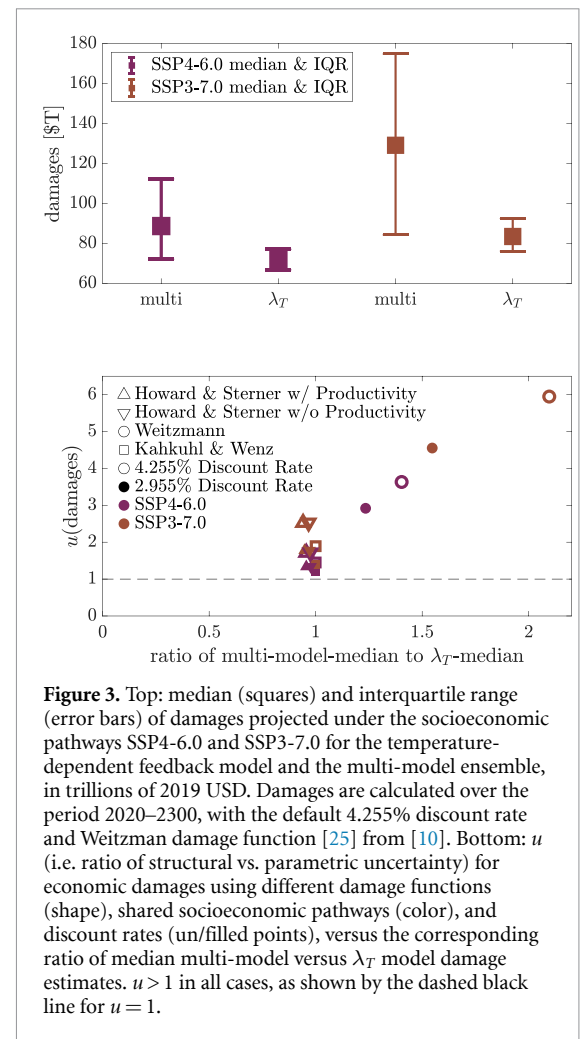 180
160
140
120
100
80
60
damages [$T]
SSP4-6.0 median & IQR
SSP3-7.0 median & IQR
multi
λT
multi
λT
6
5
4
3
2
1
0
u(damages)
Howard & Sterner w/ Productivity
Howard & Sterner w/o Productivity
Weitzmann
Kahkuhl & Wenz
4.255% Discount Rate
2.955% Discount Rate
SSP4-6.0
SSP3-7.0
0
0.5
1
1.5
2
ratio of multi-model-median to λT-median
Figure 3. Top: median (squares) and interquartile range
(error bars) of damages projected under the socioeconomic
pathways SSP4-6.0 and SSP3-7.0 for the temperature-
dependent feedback model and the multi-model ensemble,
in trillions of 2019 USD. Damages are calculated over the
period 2020–2300, with the default 4.255% discount rate
and Weitzman damage function [25] from [10]. Bottom: u
(i.e. ratio of structural vs. parametric uncertainty) for
economic damages using different damage functions
(shape), shared socioeconomic pathways (color), and
discount rates (un/filled points), versus the corresponding
ratio of median multi-model versus λT model damage
estimates. u > 1 in all cases, as shown by the dashed black
line for u = 1.